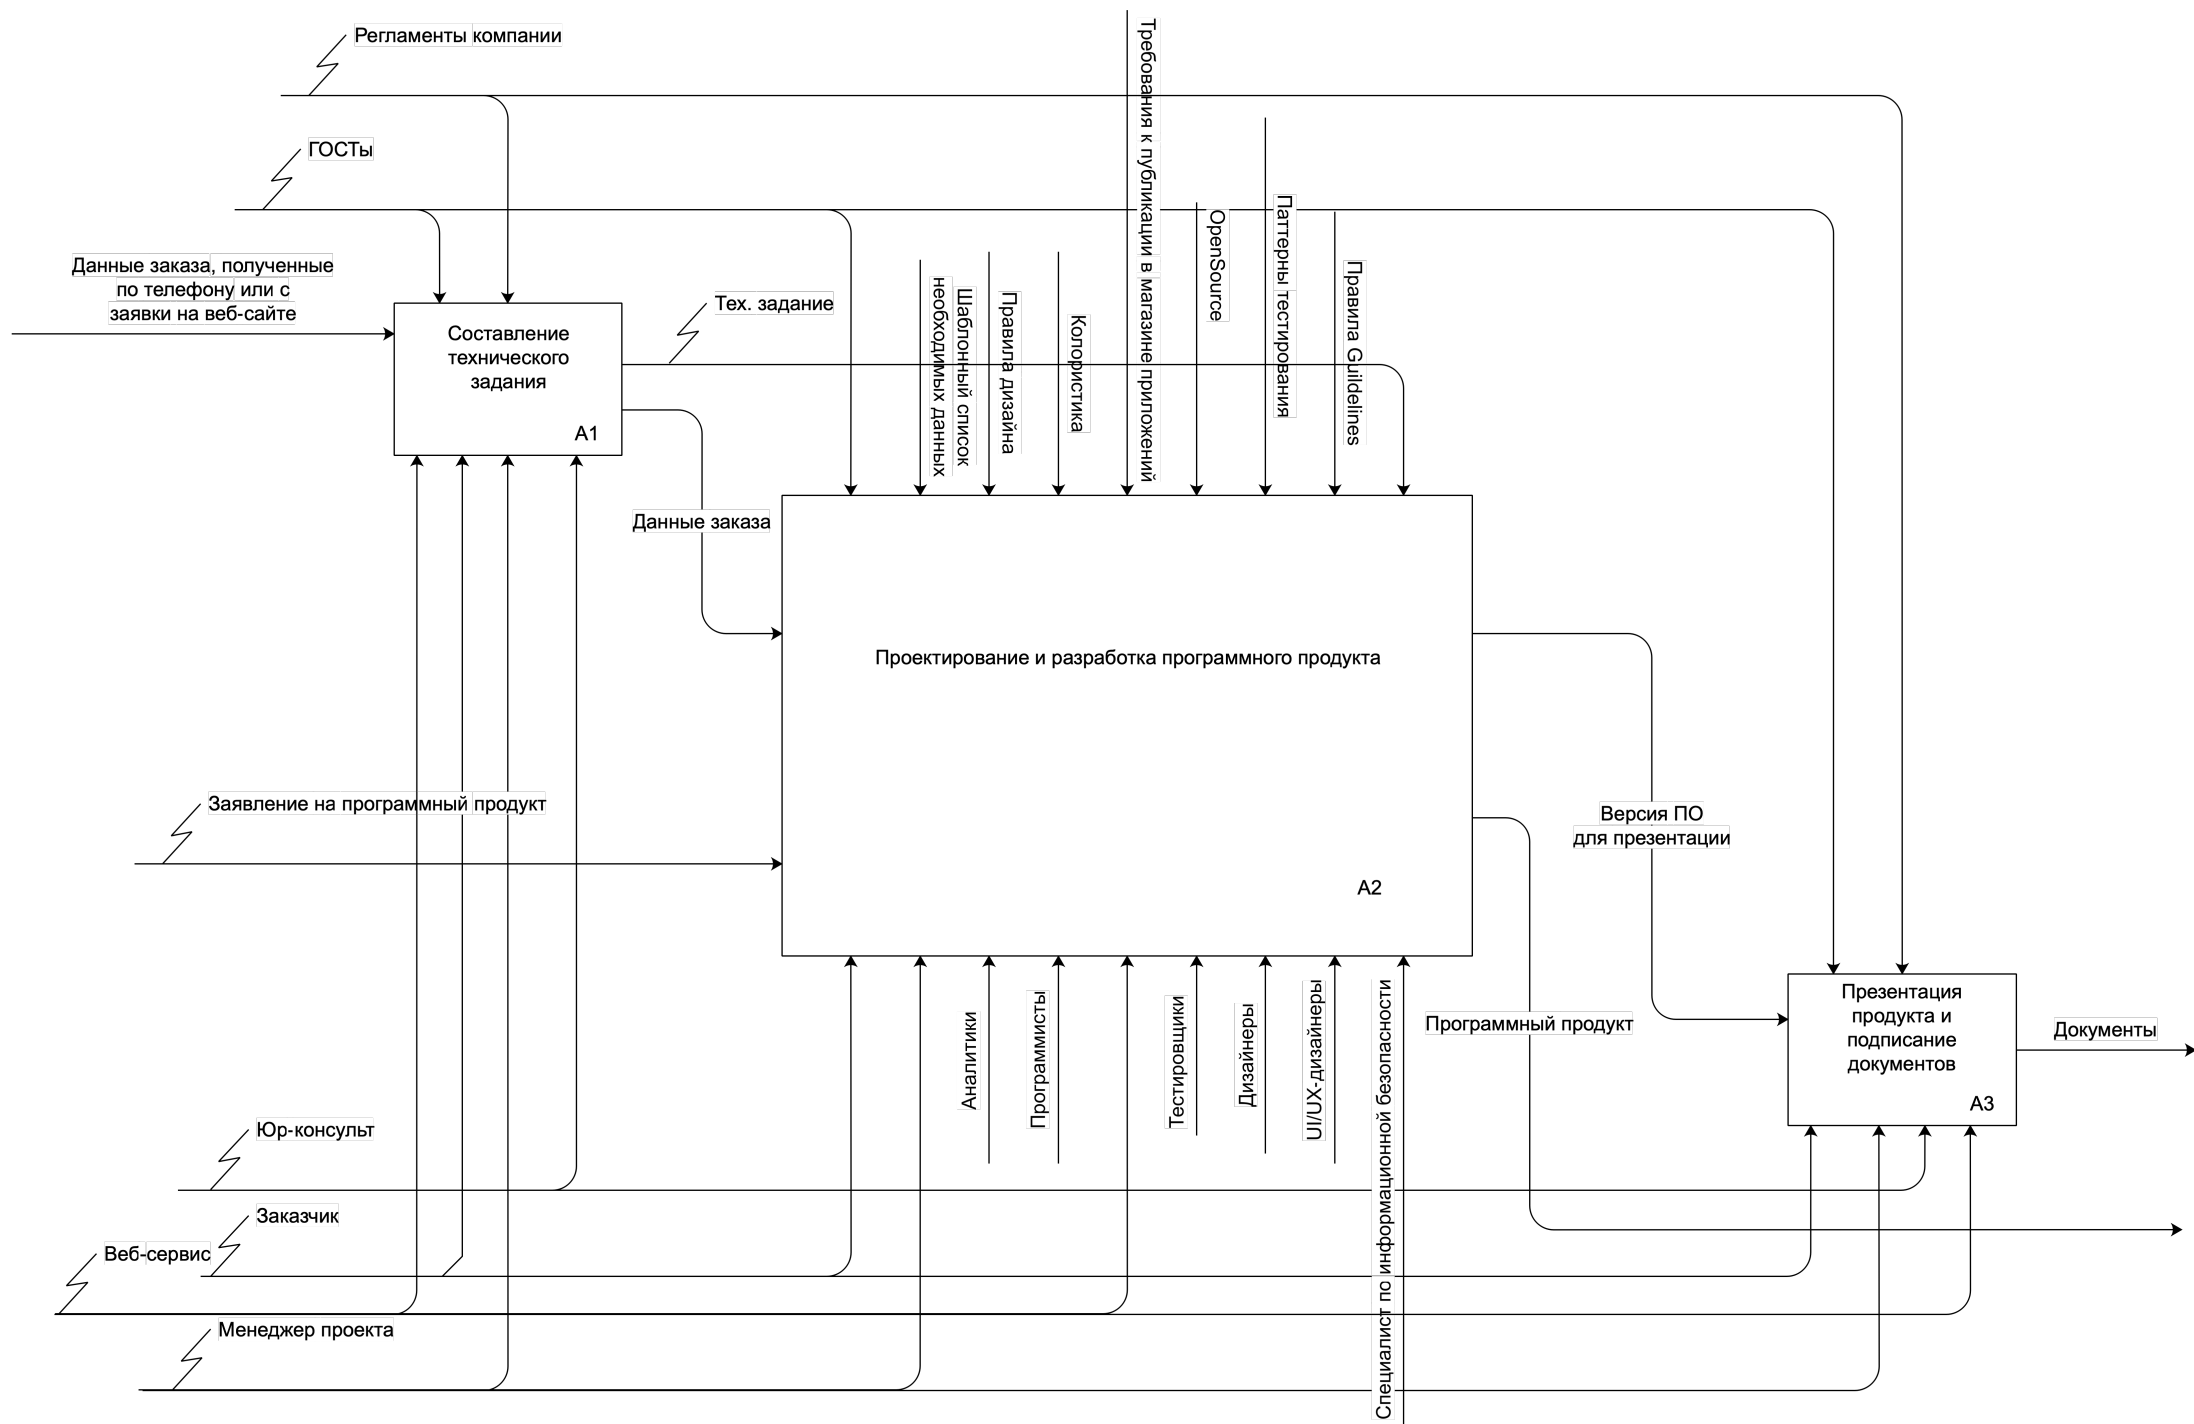 Регламенты компании
ГОСТы
Данные заказа, полученные
по телефону или с
заявки на веб-сайте
Составление
технического
задания
A1
Тех. задание
Данные заказа
Шаблонный список
необходимых данных
Правила дизайна
Колористика
Требования к публикации в магазине приложений
OpenSource
Паттерны тестирования
Правила Guildelines
Проектирование и разработка программного продукта
A2
Заявление на программный продукт
Версия ПО
для презентации
Аналитики
Программисты
Тестировщики
Дизайнеры
UI/UX-дизайнеры
Специалист по информационной безопасности
Программный продукт
Презентация
продукта и
подписание
документов
A3
Документы
Юр-консульт
Заказчик
Веб-сервис
Менеджер проекта